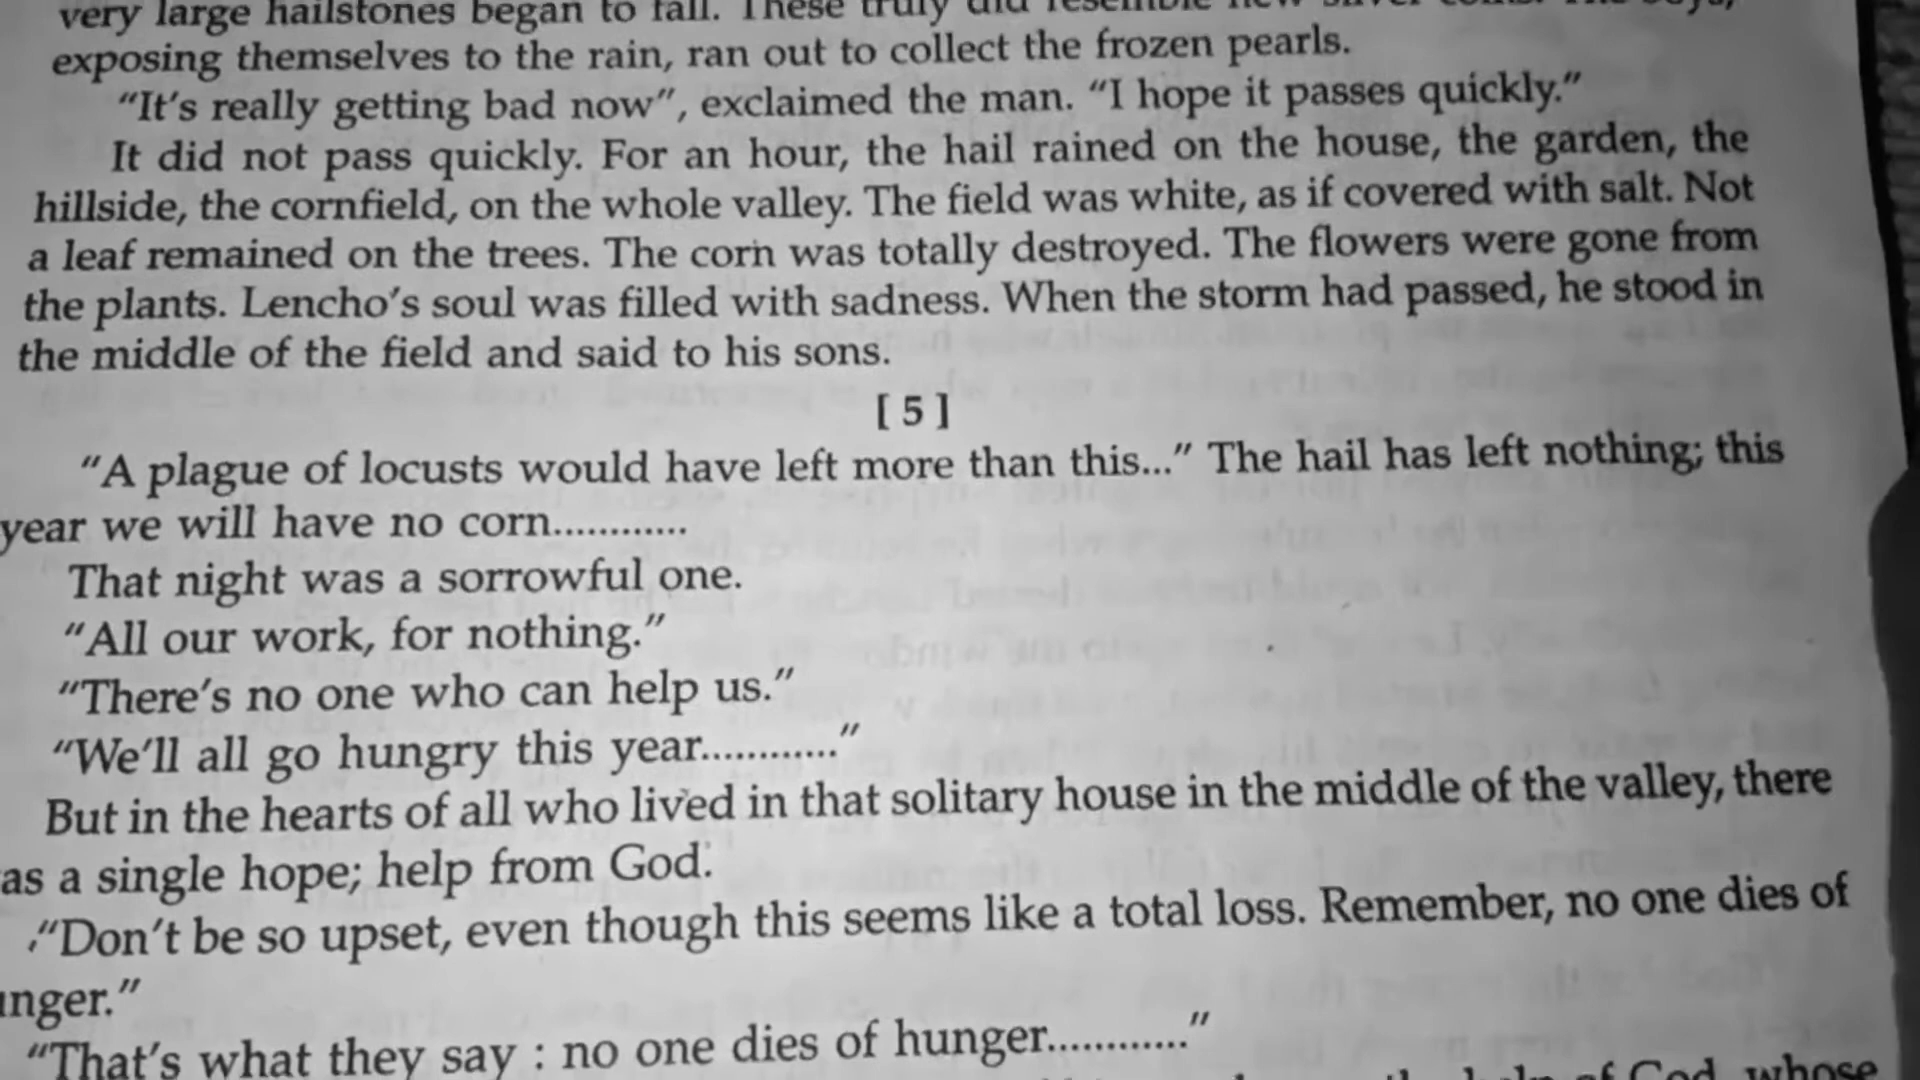 very large hailstones began to fall. These truly did resemble new silver coins. The boys,
exposing themselves to the rain, ran out to collect the frozen pearls.
“It’s really getting bad now”, exclaimed the man. “I hope it passes quickly.”
It did not pass quickly. For an hour, the hail rained on the house, the garden, the
hillside, the cornfield, on the whole valley. The field was white, as if covered with salt. Not
a leaf remained on the trees. The corn was totally destroyed. The flowers were gone from
the plants. Lencho’s soul was filled with sadness. When the storm had passed, he stood in
the middle of the field and said to his sons.
[ 5 ]
“A plague of locusts would have left more than this...” The hail has left nothing; this
year we will have no corn............
That night was a sorrowful one.
“All our work, for nothing.”
“There’s no one who can help us.”
“We’ll all go hungry this year............”
But in the hearts of all who lived in that solitary house in the middle of the valley, there
as a single hope; help from God.
“Don’t be so upset, even though this seems like a total loss. Remember, no one dies of
nger.”
“That’s what they say : no one dies of hunger............”
help of God, whose